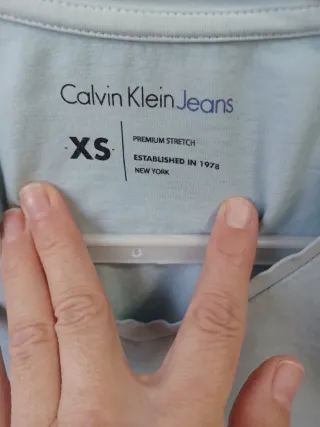 Calvin Klein Jeans
·XS·
PREMIUM STRETCH
ESTABLISHED IN 1978
NEW YORK